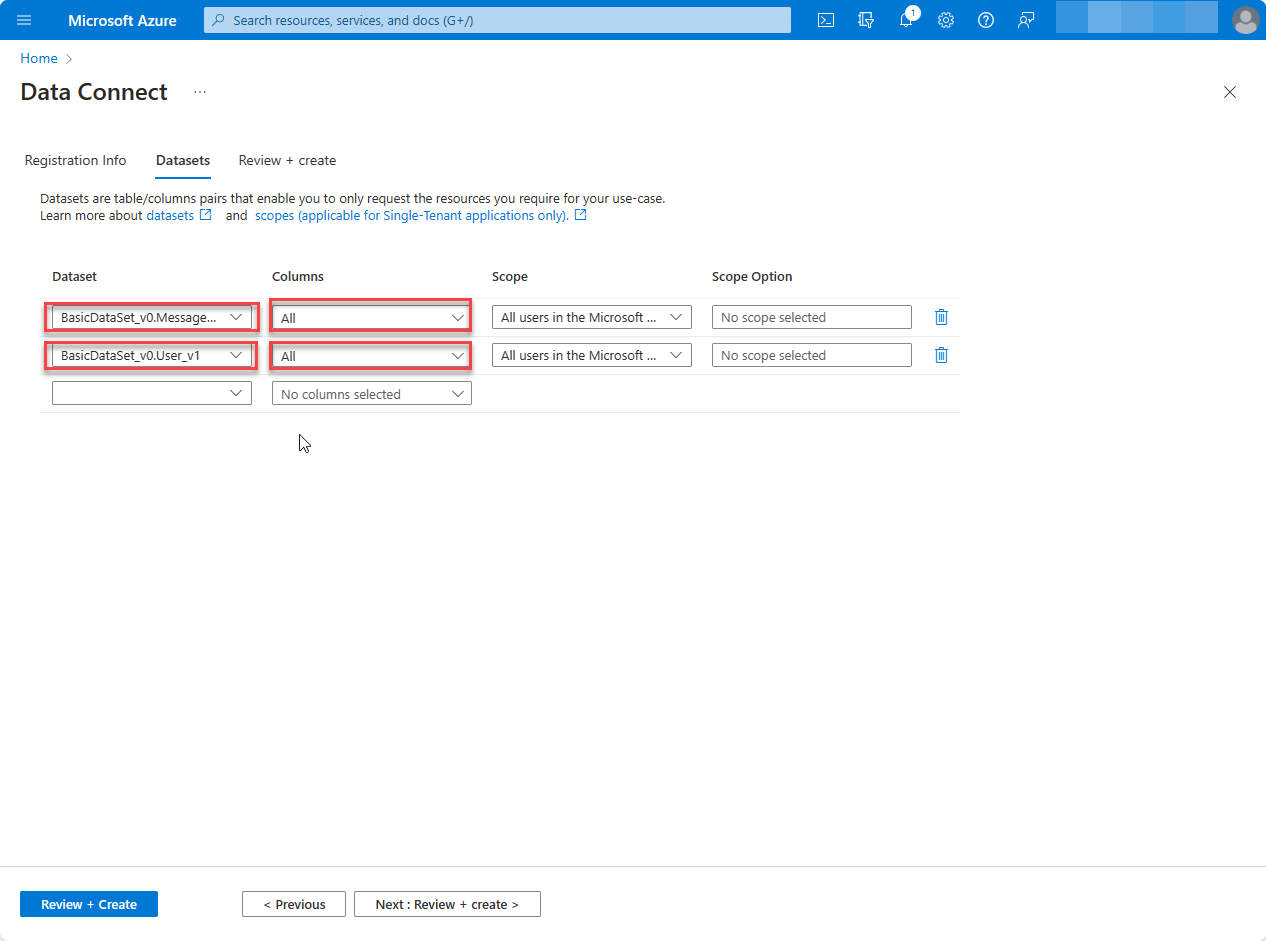 Microsoft Azure
Search resources, services, and docs (G+/)
1
Home
Data Connect ...
Registration Info Datasets Review + create
Datasets are table/columns pairs that enable you to only request the resources you require for your use-case.
Learn more about datasets and scopes (applicable for Single-Tenant applications only).
Dataset Columns Scope Scope Option
BasicDataSet_v0.Message... All All users in the Microsoft ... No scope selected
BasicDataSet_v0.User_v1 All All users in the Microsoft ... No scope selected
No columns selected
Review + Create < Previous Next : Review + create >